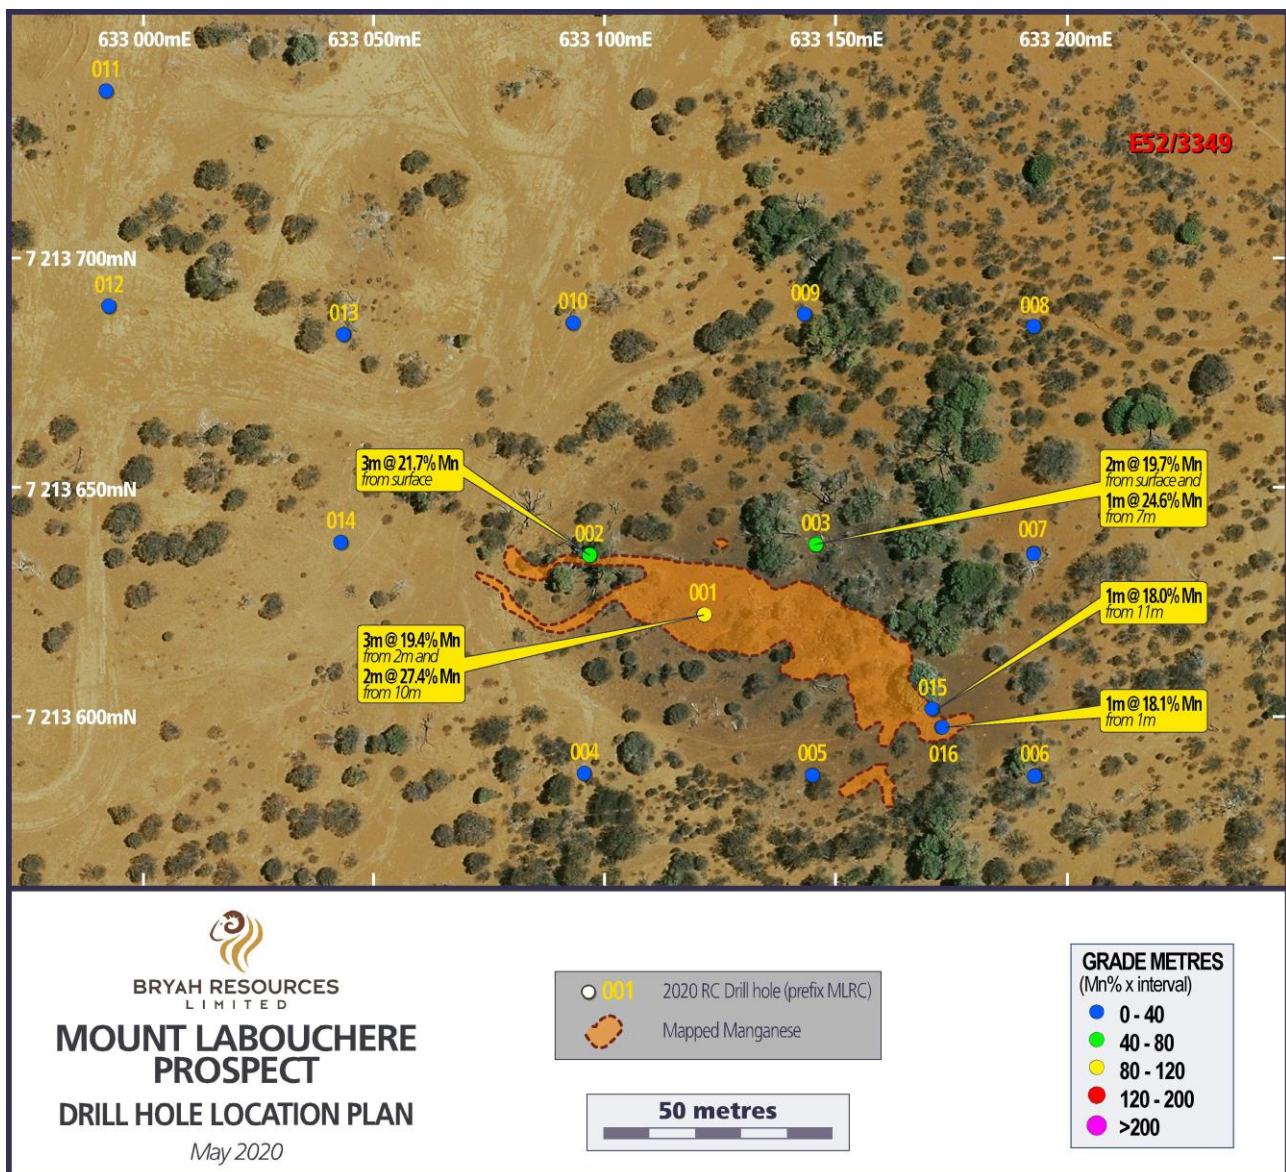 633 000mE 633 050mE 633 100mE 633 150mE 633 200mE
011
E52/3349
7 213 700mN
012
013
010
009
008
3m @ 21.7% Mn
from surface
2m @ 19.7% Mn
from surface and
1m @ 24.6% Mn
from 7m
7 213 650mN
014
002
003
007
001
1m @ 18.0% Mn
from 11m
3m @ 19.4% Mn
from 2m and
2m @ 27.4% Mn
from 10m
015
1m @ 18.1% Mn
from 1m
7 213 600mN
016
004
005
006
BRYAH RESOURCES
LIMITED
MOUNT LABOUCHERE
PROSPECT
DRILL HOLE LOCATION PLAN
May 2020
001 2020 RC Drill hole (prefix MLRC)
Mapped Manganese
50 metres
GRADE METRES
(Mn% x interval)
0 - 40
40 - 80
80 - 120
120 - 200
>200